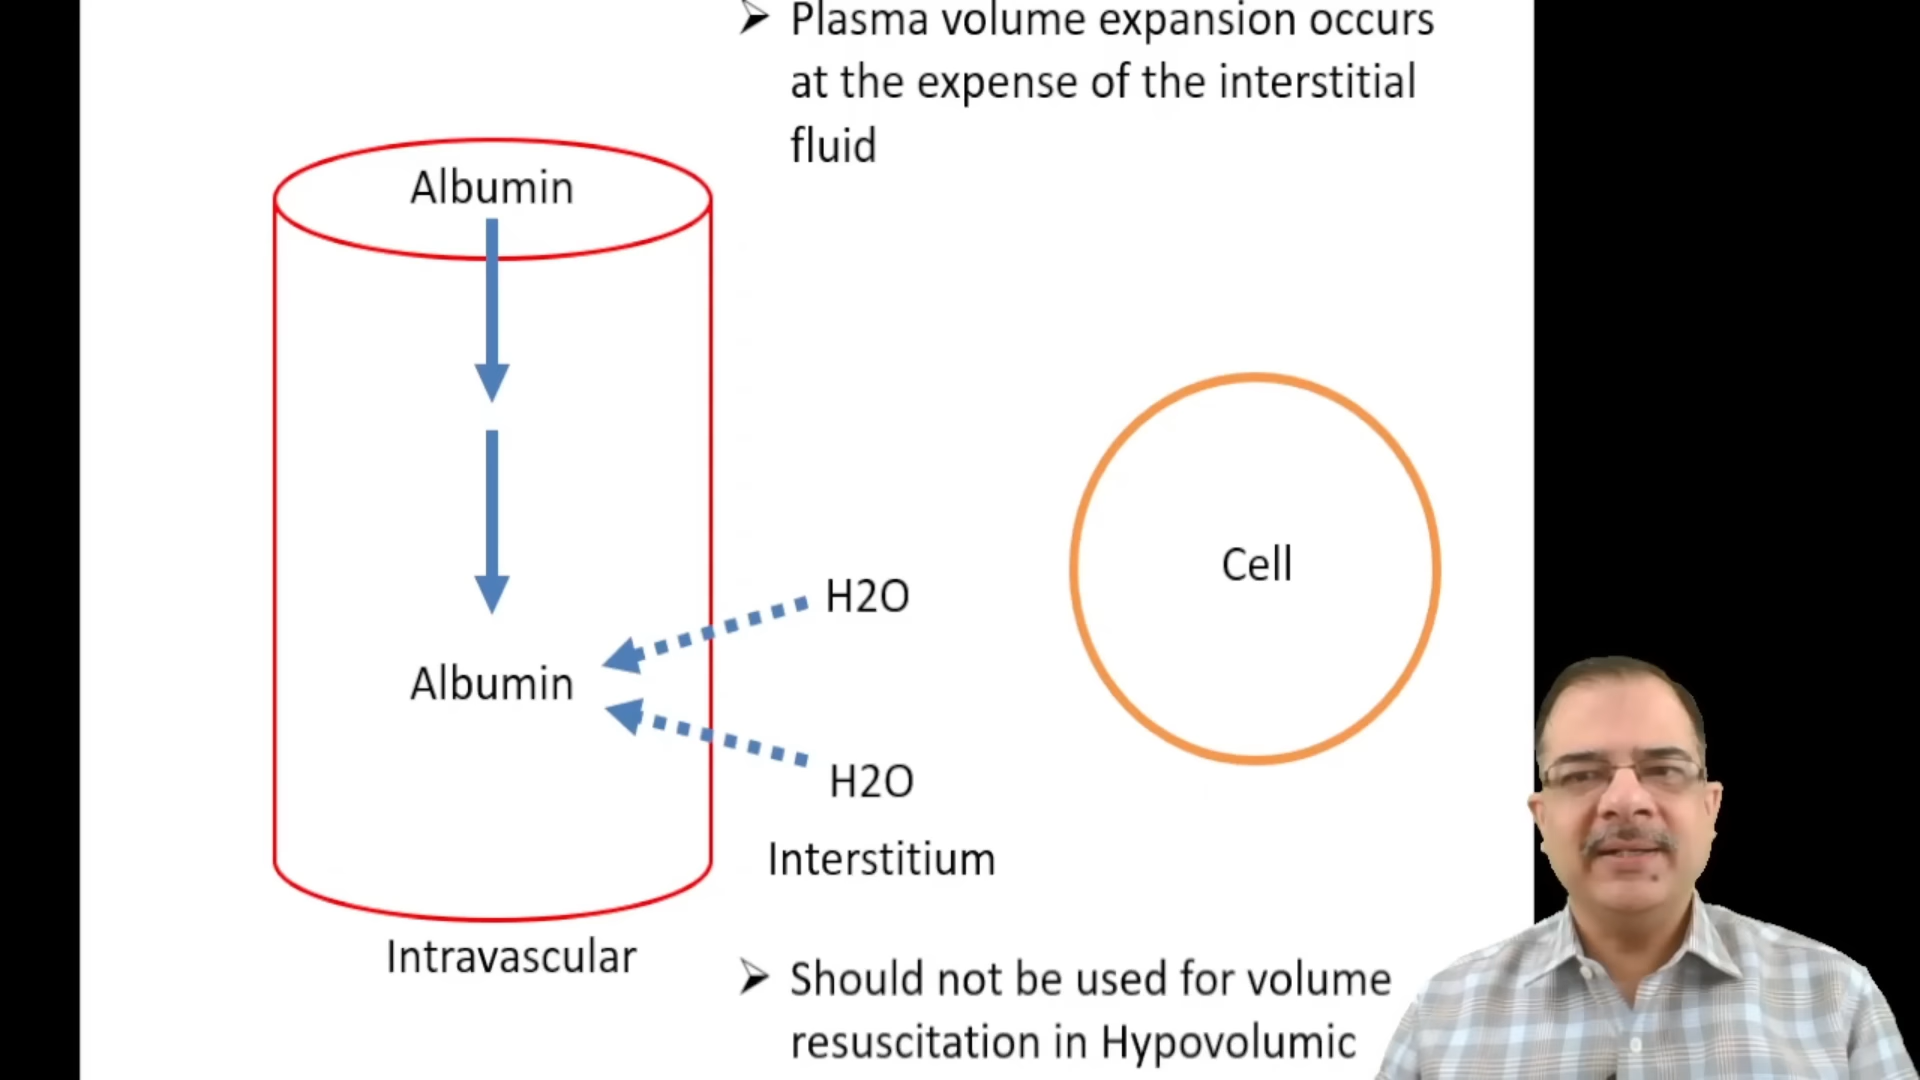 Plasma volume expansion occurs
at the expense of the interstitial
fluid
Albumin
Cell
H2O
Albumin
H2O
Interstitium
Intravascular
Should not be used for volume
resuscitation in Hypovolumic